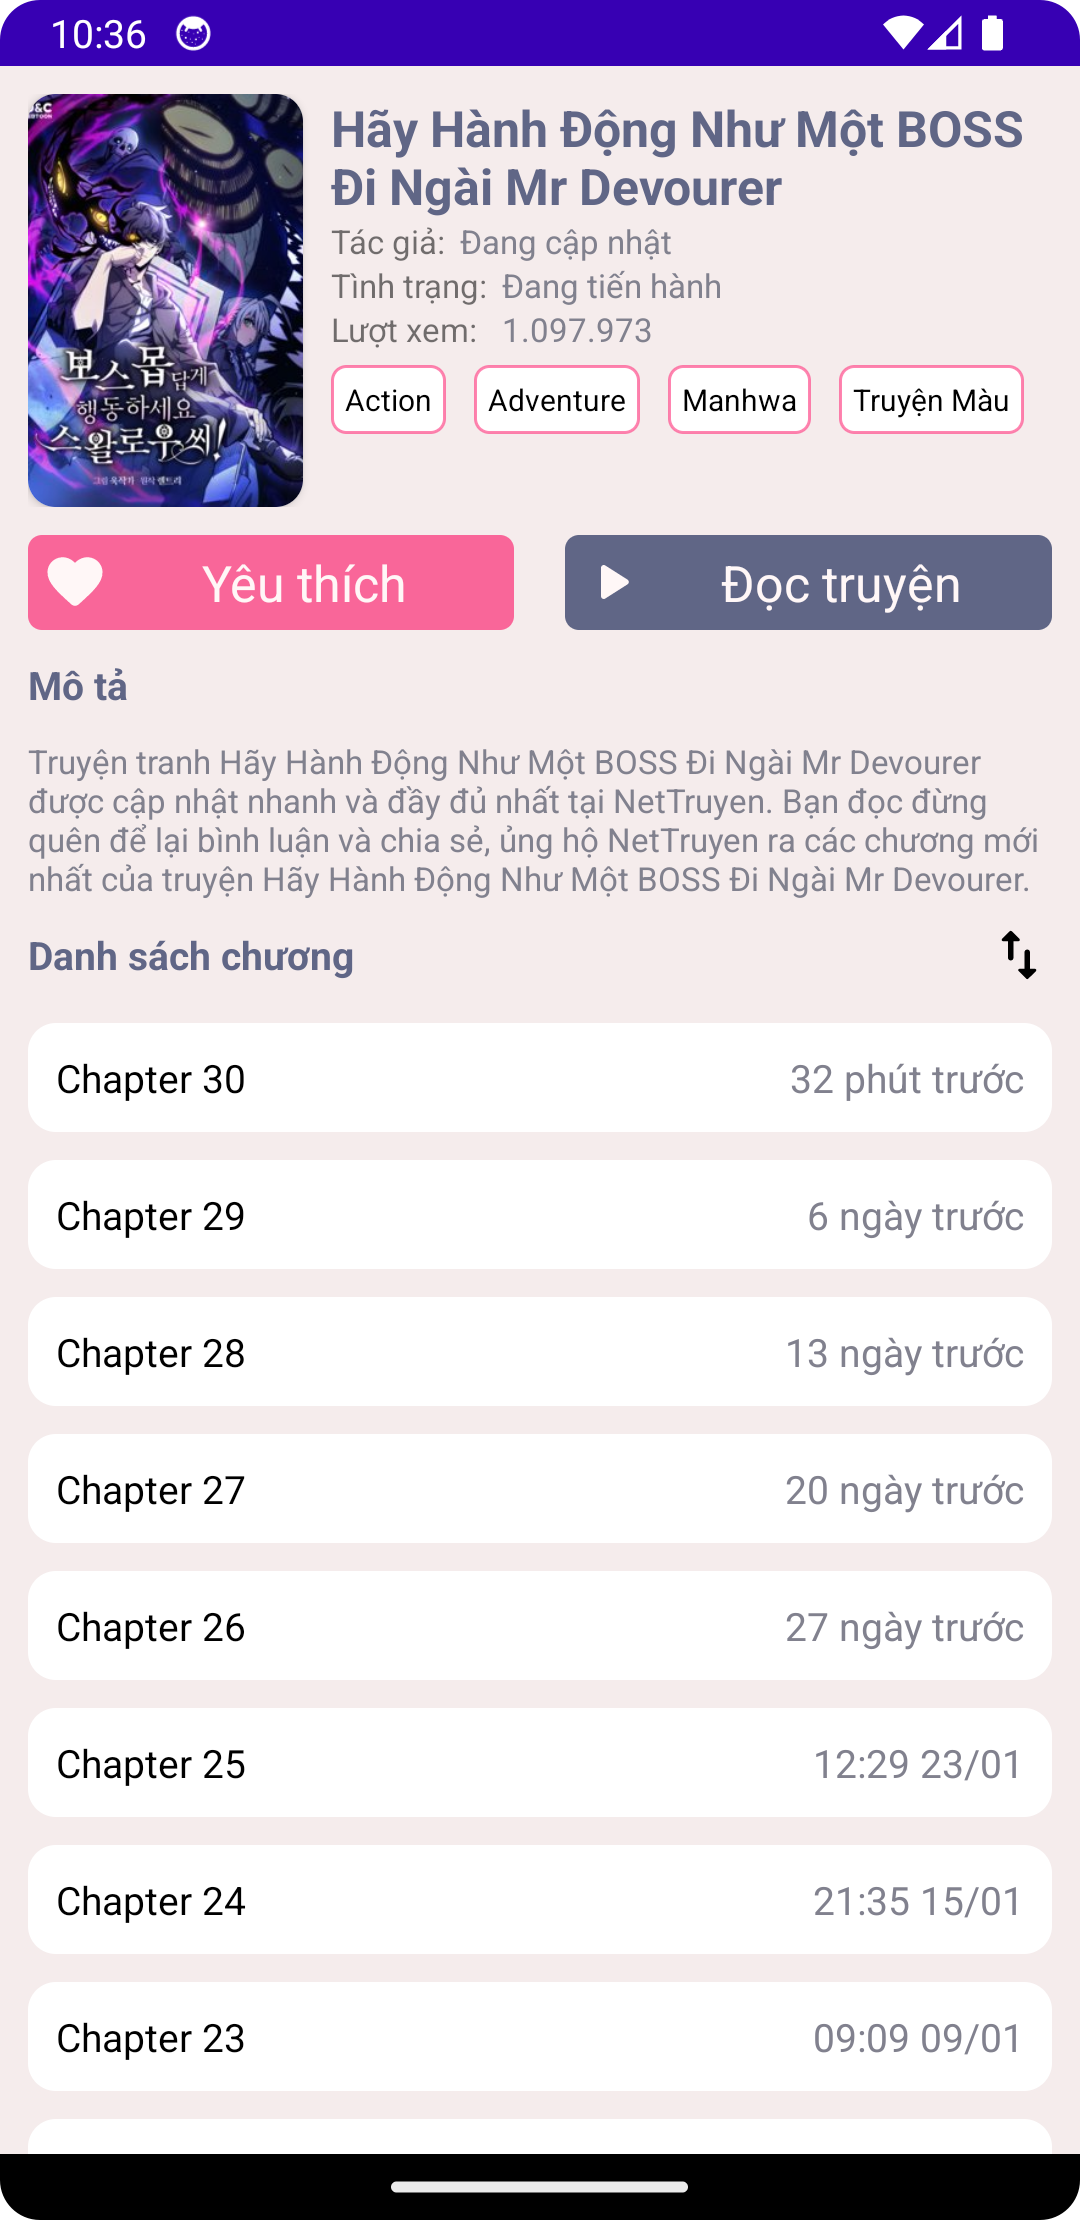 10:36
Hãy Hành Động Như Một BOSS
Đi Ngài Mr Devourer
Tác giả: Đang cập nhật
Tình trạng: Đang tiến hành
Lượt xem: 1.097.973
Action Adventure Manhwa Truyện Màu
보스몹답게
행동하세요
스왈로우씨!
Yêu thích
Đọc truyện
Mô tả
Truyện tranh Hãy Hành Động Như Một BOSS Đi Ngài Mr Devourer
được cập nhật nhanh và đầy đủ nhất tại NetTruyen. Bạn đọc đừng
quên để lại bình luận và chia sẻ, ủng hộ NetTruyen ra các chương mới
nhất của truyện Hãy Hành Động Như Một BOSS Đi Ngài Mr Devourer.
Danh sách chương
Chapter 30 32 phút trước
Chapter 29 6 ngày trước
Chapter 28 13 ngày trước
Chapter 27 20 ngày trước
Chapter 26 27 ngày trước
Chapter 25 12:29 23/01
Chapter 24 21:35 15/01
Chapter 23 09:09 09/01